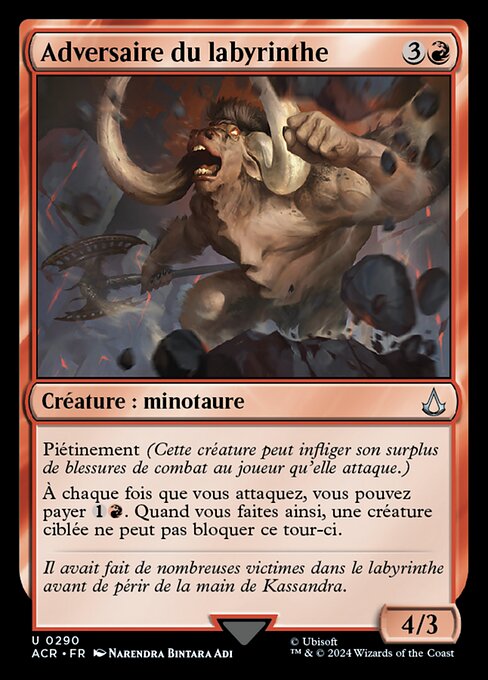 Adversaire du labyrinthe 3
Créature : minotaure
Piétinement (Cette créature peut infliger son surplus
de blessures de combat au joueur qu'elle attaque.)
À chaque fois que vous attaquez, vous pouvez
payer 1. Quand vous faites ainsi, une créature
ciblée ne peut pas bloquer ce tour-ci.
Il avait fait de nombreuses victimes dans le labyrinthe
avant de périr de la main de Kassandra.
4/3
U 0290
ACR • FR Narendra Bintara Adi
© Ubisoft
™ & © 2024 Wizards of the Coast